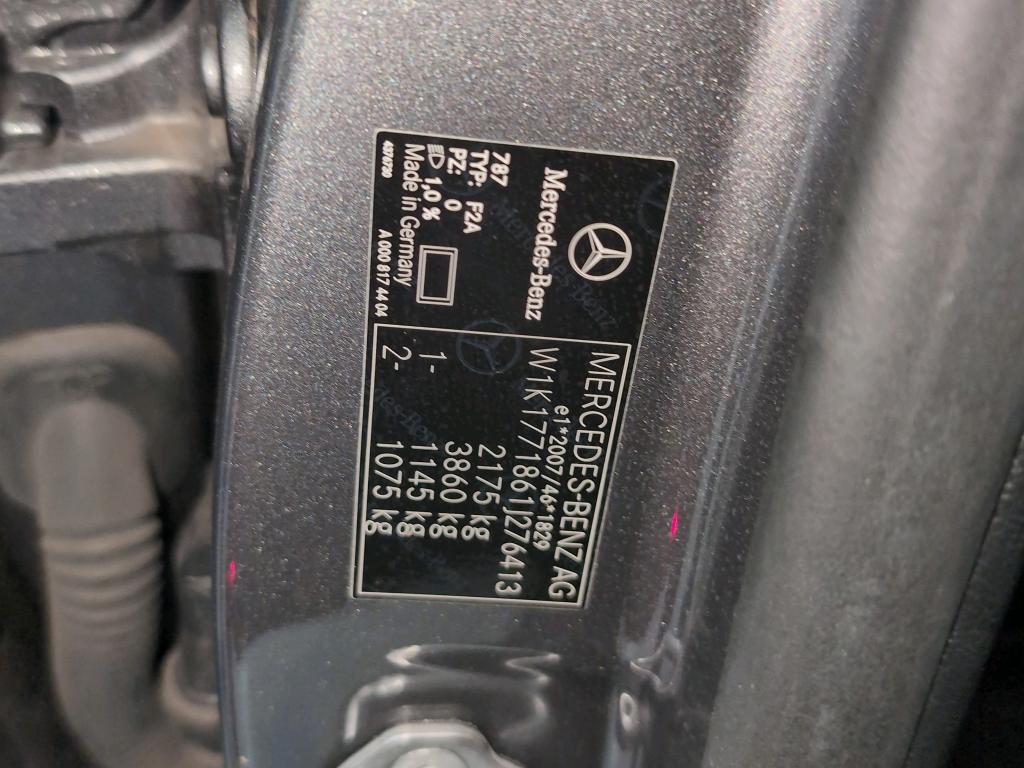 Mercedes-Benz
787
TYP: F2A
PZ: 0
1,0 %
Made in Germany
A 000 817 44 04
MERCEDES-BENZ AG
e1*2007/46*1829
W1K1771861J276413
2175 kg
3860 kg
1- 1145 kg
2- 1075 kg